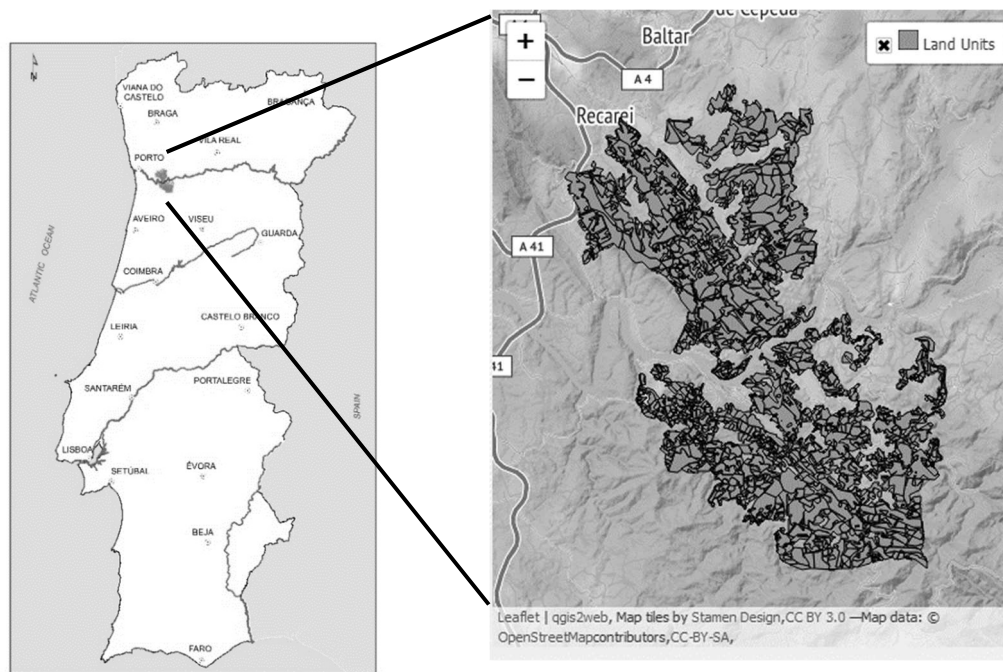 N
VIANA DO
CASTELO
BRAGANÇA
BRAGA
VILA REAL
PORTO
AVEIRO
VISEU
GUARDA
COIMBRA
ATLANTIC OCEAN
CASTELO BRANCO
LEIRIA
SANTARÉM
PORTALEGRE
SPAIN
LISBOA
SETÚBAL
ÉVORA
BEJA
FARO
de Cepeda
+
−
Baltar
Land Units
A 4
Recarei
A 41
41
Leaflet | qgis2web, Map tiles by Stamen Design,CC BY 3.0 —Map data: ©
OpenStreetMapcontributors,CC-BY-SA,